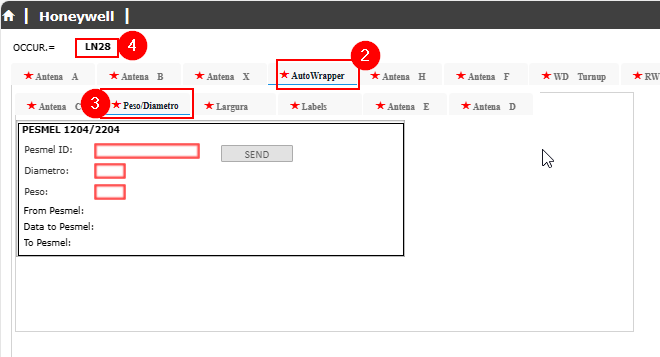 Honeywell
OCCUR.= LN28 4
2
★ Antena A ★ Antena B ★ Antena X ★ AutoWrapper ★ Antena H ★ Antena F ★ WD Turnup ★ RW
★ Antena C 3 ★ Peso/Diametro ★ Largura ★ Labels ★ Antena E ★ Antena D
PESMEL 1204/2204
Pesmel ID: SEND
Diametro:
Peso:
From Pesmel:
Data to Pesmel:
To Pesmel: